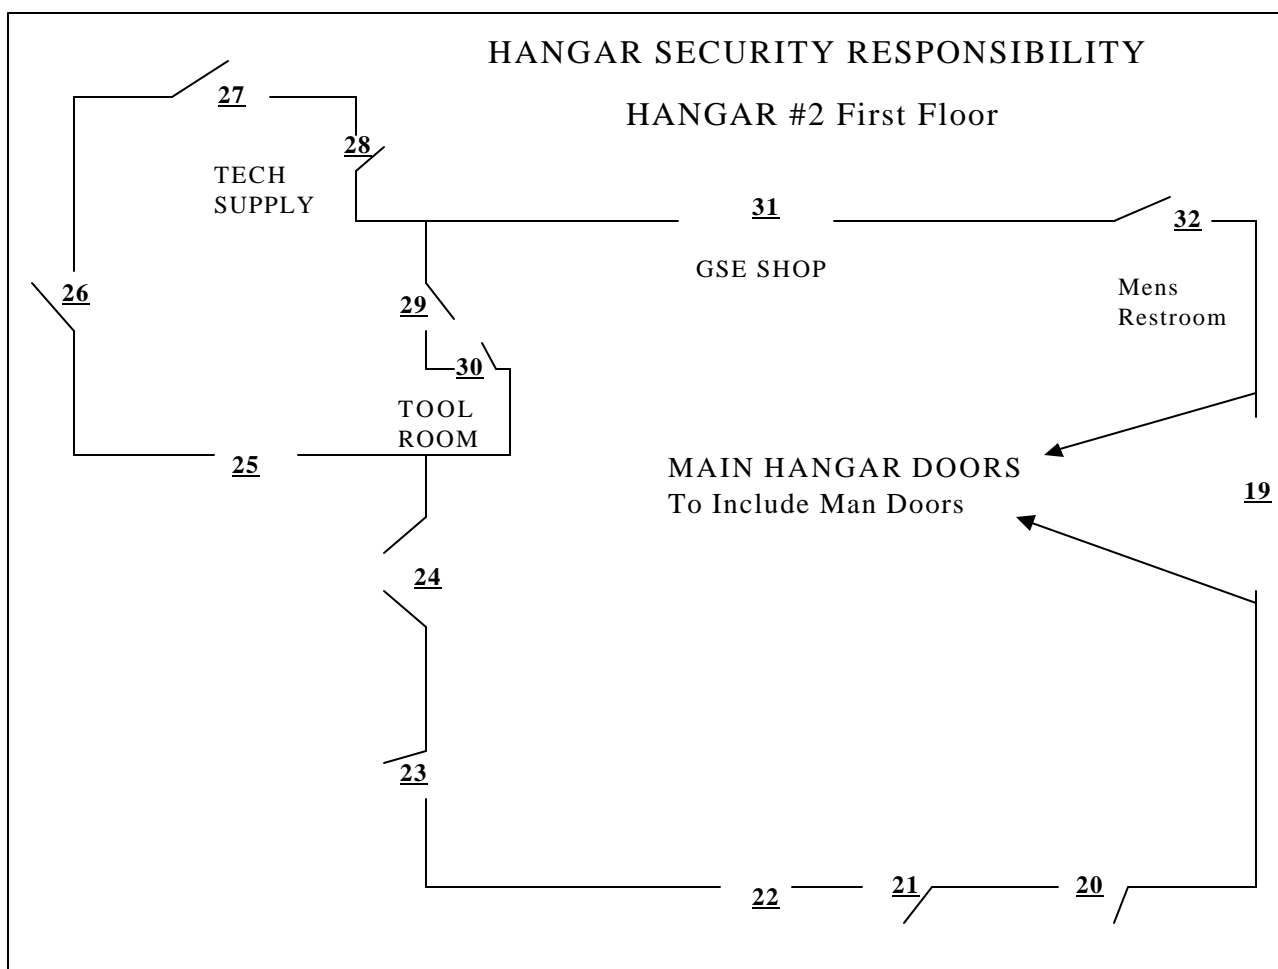 HANGAR SECURITY RESPONSIBILITY
HANGAR #2 First Floor
27
28
TECH
SUPPLY
31
32
GSE SHOP
26
29
Mens
Restroom
30
TOOL
ROOM
25
MAIN HANGAR DOORS
To Include Man Doors
19
24
23
22
21
20